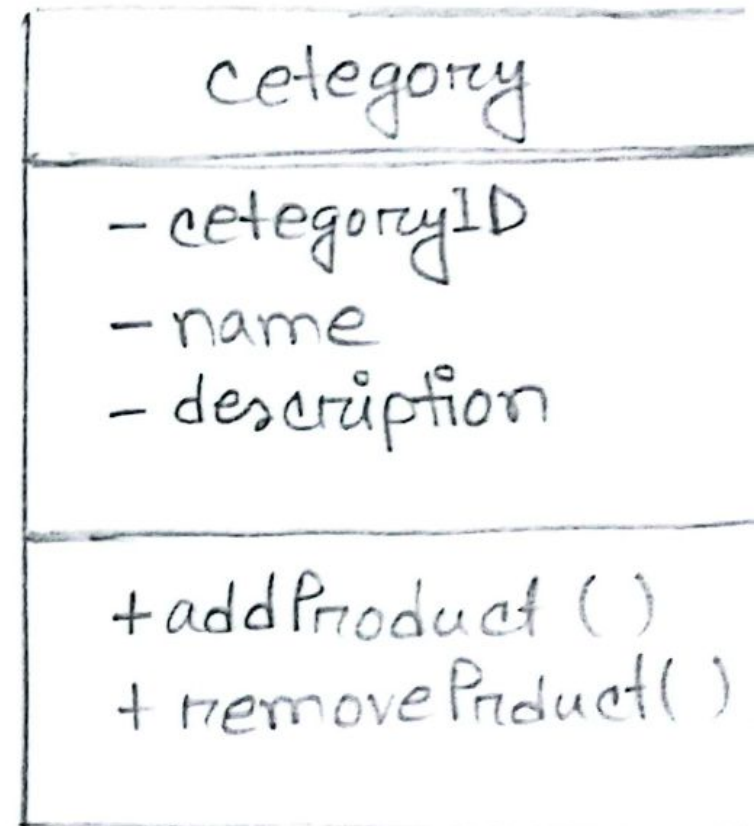 cetegory
- cetegoryID
- name
- description
+ addProduct ( )
+ removePrduct( )